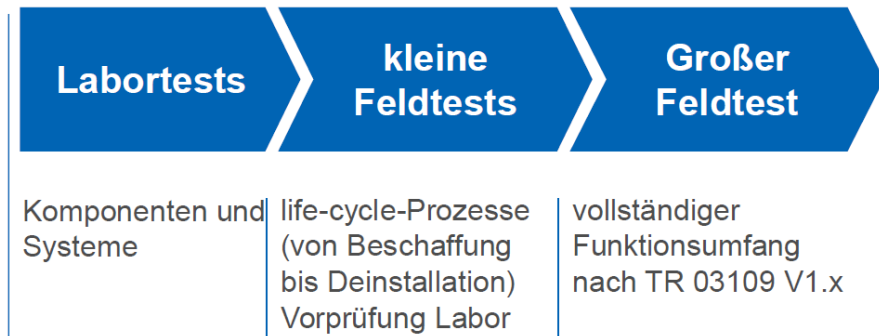 Labortests
kleine
Feldtests
Großer
Feldtest
Komponenten und
Systeme
life-cycle-Prozesse
(von Beschaffung
bis Deinstallation)
Vorprüfung Labor
vollständiger
Funktionsumfang
nach TR 03109 V1.x